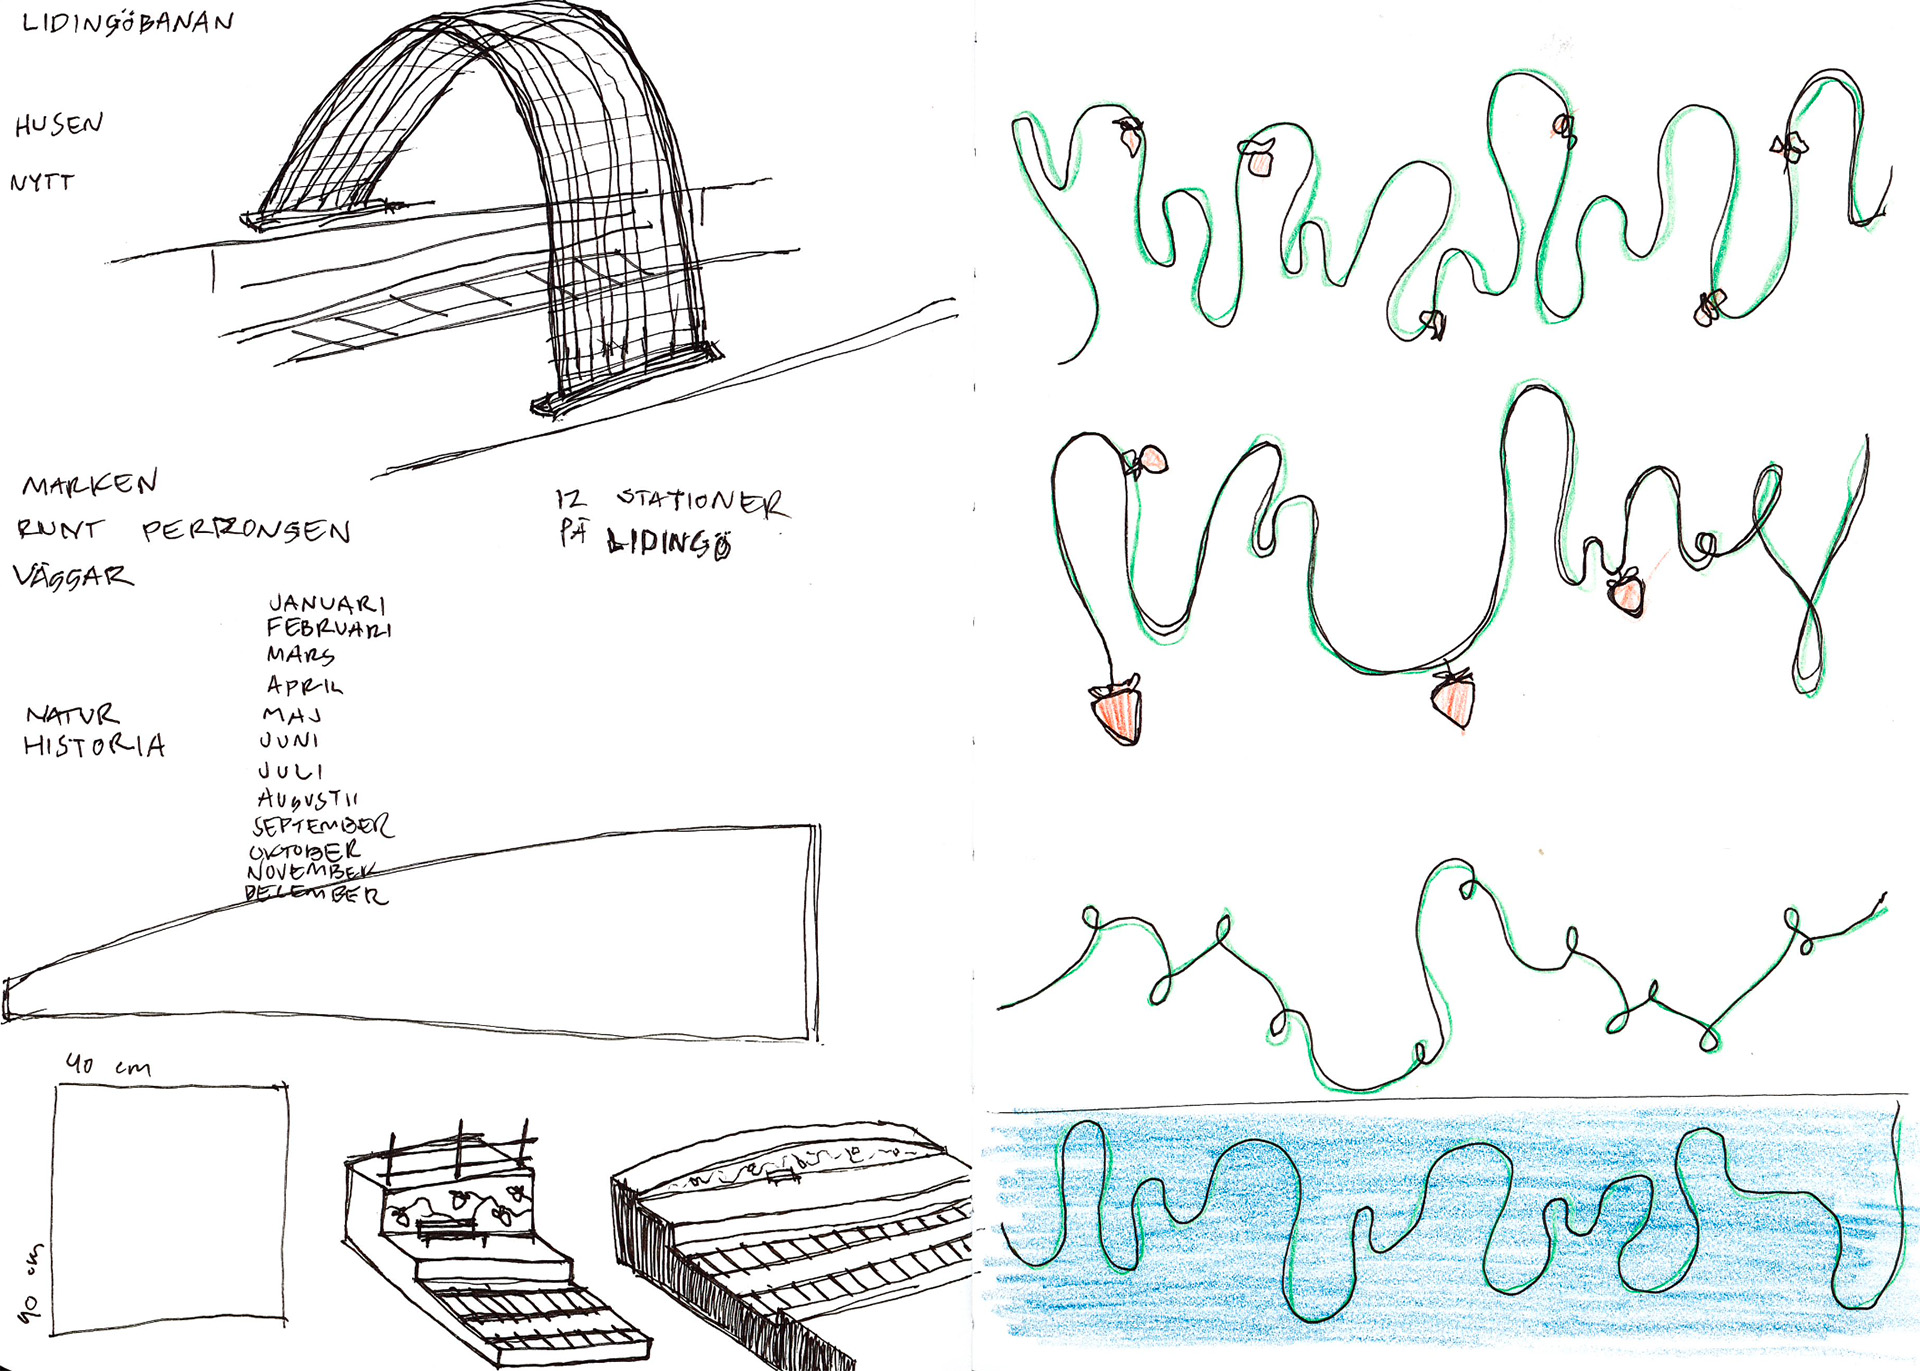 LIDINGÖBANAN
HUSEN
NYTT
MARKEN
RUNT PERRONGEN
VÄGGAR
12 STATIONER
PÅ LIDINGÖ
JANUARI
FEBRUARI
MARS
APRIL
MAJ
JUNI
JULI
AUGUSTI
SEPTEMBER
OKTOBER
NOVEMBER
DECEMBER
NATUR
HISTORIA
40 cm
40 cm